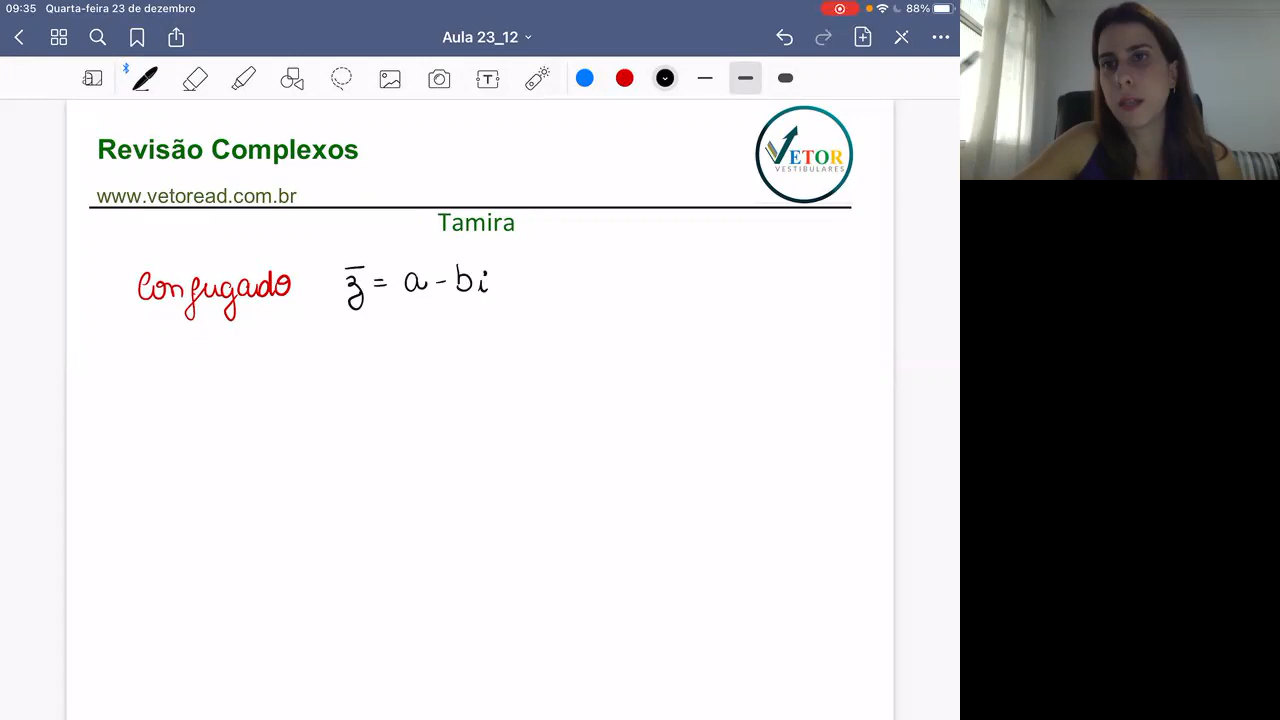 09:35 Quarta-feira 23 de dezembro 88%
Aula 23_12
Revisão Complexos
VETOR
VESTIBULARES
www.vetoread.com.br
Tamira
Conjugado z̅ = a - bi